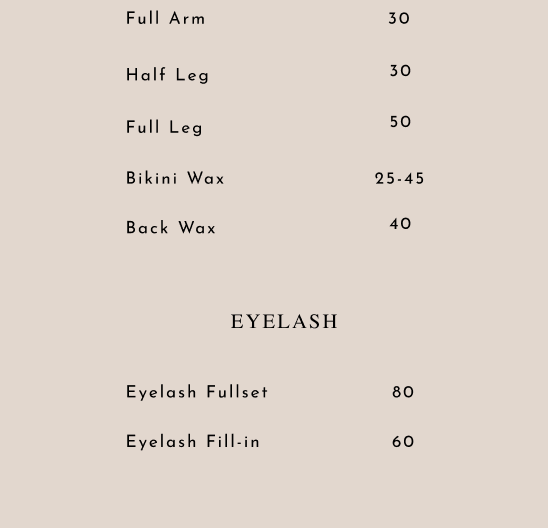 Full Arm 30
Half Leg 30
Full Leg 50
Bikini Wax 25-45
Back Wax 40
EYELASH
Eyelash Fullset 80
Eyelash Fill-in 60